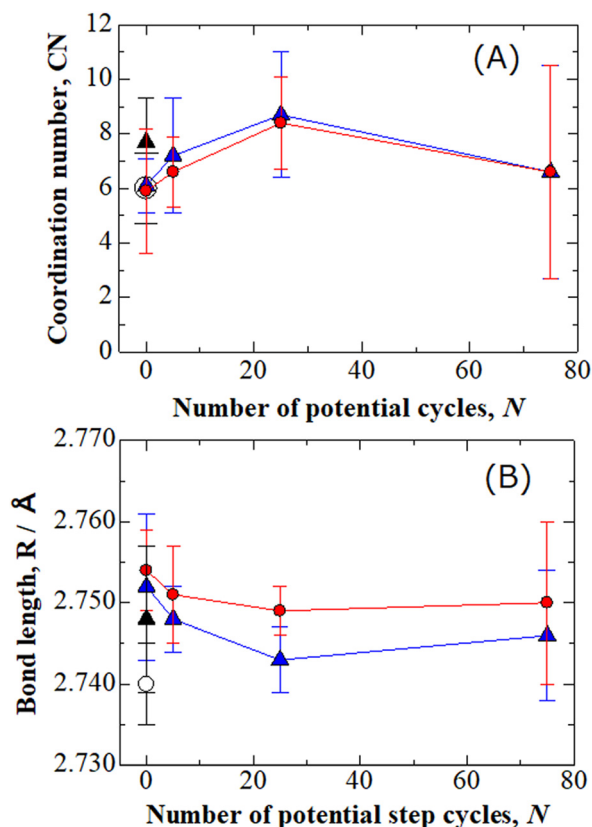 12
(A)
10
8
6
4
2
0
Coordination number, CN
0 20 40 60 80
Number of potential cycles, N
2.770
(B)
2.760
2.750
2.740
2.730
Bond length, R / Å
0 20 40 60 80
Number of potential step cycles, N